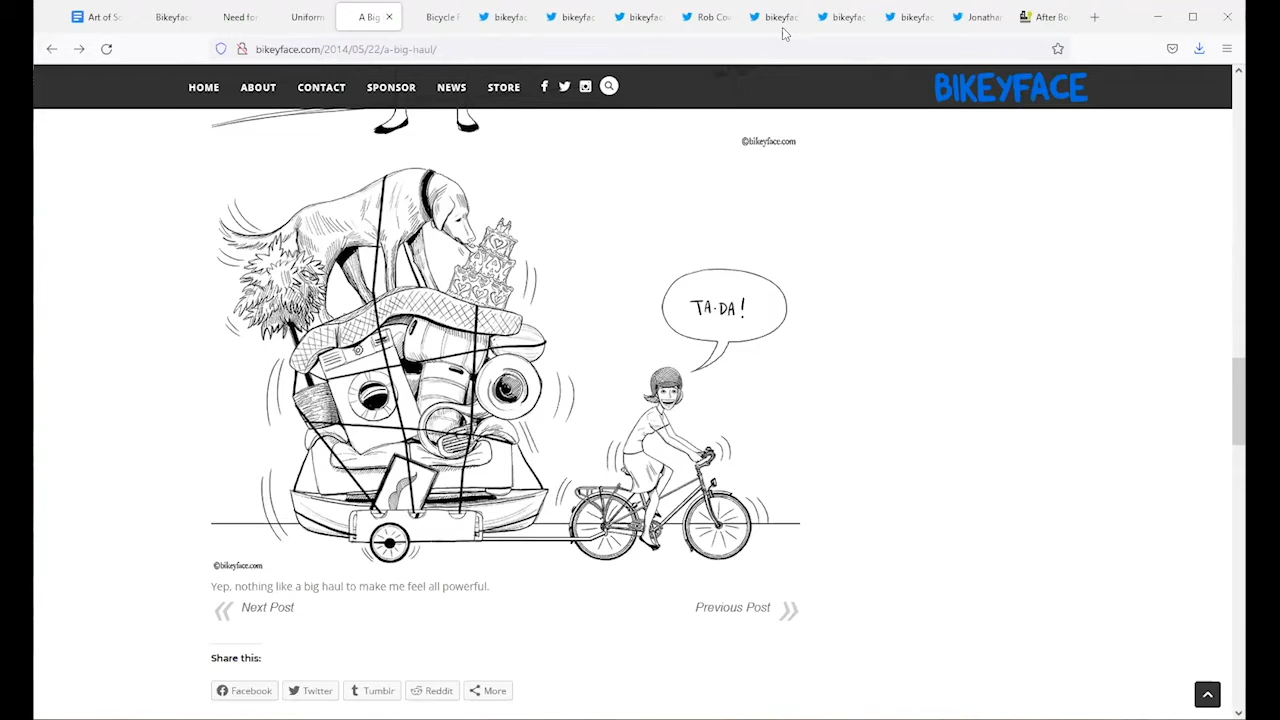 Art of S
Bikeyface
Need fo
Uniform
A Big
Bicycle
bikeyfac
bikeyfac
bikeyfac
Rob Co
bikeyfac
bikeyfac
bikeyfac
Jonathar
After Bo
bikeyface.com/2014/05/22/a-big-haul/
HOME ABOUT CONTACT SPONSOR NEWS STORE
BIKEYFACE
©bikeyface.com
TA-DA!
©bikeyface.com
Yep, nothing like a big haul to make me feel all powerful.
Next Post
Previous Post
Share this:
Facebook
Twitter
Tumblr
Reddit
More